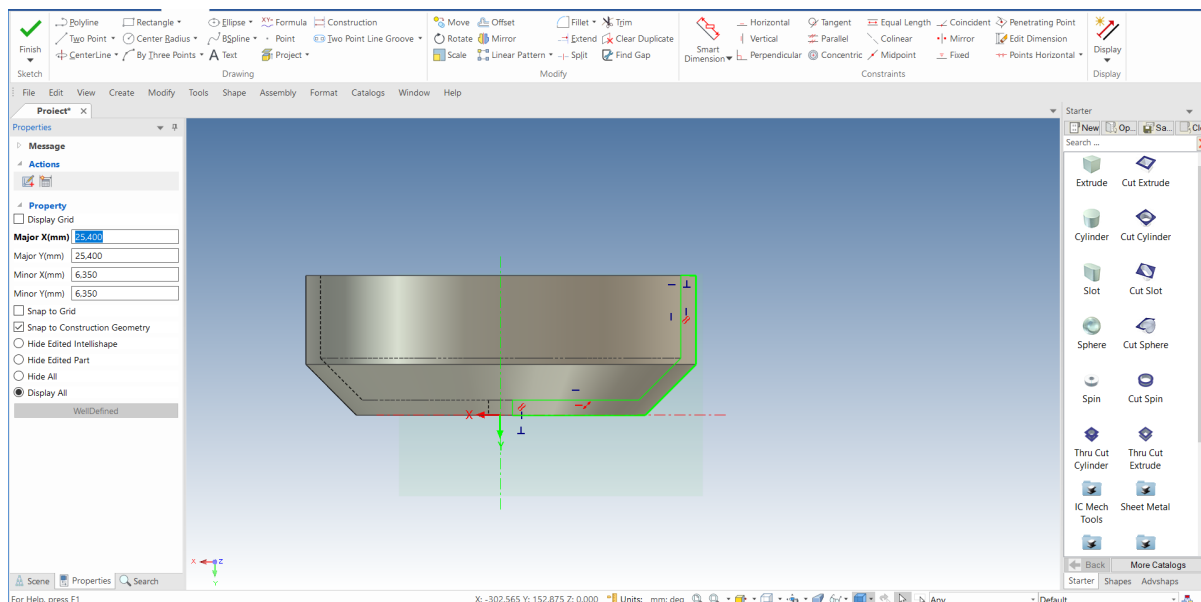 Polyline Rectangle Ellipse Formula Construction Move Offset Fillet Trim Horizontal Tangent Equal Length Coincident Penetrating Point
Finish Two Point Center Radius BSpline Point Two Point Line Groove Rotate Mirror Extend Clear Duplicate Smart Dimension Vertical Parallel Colinear Mirror Edit Dimension Display
CenterLine By Three Points Text Project Scale Linear Pattern Split Find Gap Perpendicular Concentric Midpoint Fixed Points Horizontal
Sketch Drawing Modify Constraints Display
File Edit View Create Modify Tools Shape Assembly Format Catalogs Window Help
Project* Starter
Properties New Op... Sa... Cl
Message Search ...
Actions
Extrude Cut Extrude
Property
Display Grid
Major X(mm) 25.400
Cylinder Cut Cylinder
Major Y(mm) 25.400
Minor X(mm) 6.350
Minor Y(mm) 6.350
Slot Cut Slot
Snap to Grid
Snap to Construction Geometry
Hide Edited Intellishape
Sphere Cut Sphere
Hide Edited Part
Hide All
Display All
Spin Cut Spin
WellDefined
X
Y
Thru Cut Cylinder Thru Cut Extrude
IC Mech Tools Sheet Metal
X Z
Y
Back More Catalogs
Scene Properties Search Starter Shapes Advshaps
For Help, press F1 X: -302.565 Y: 152.875 Z: 0.000 Units: mm; deg Any Default